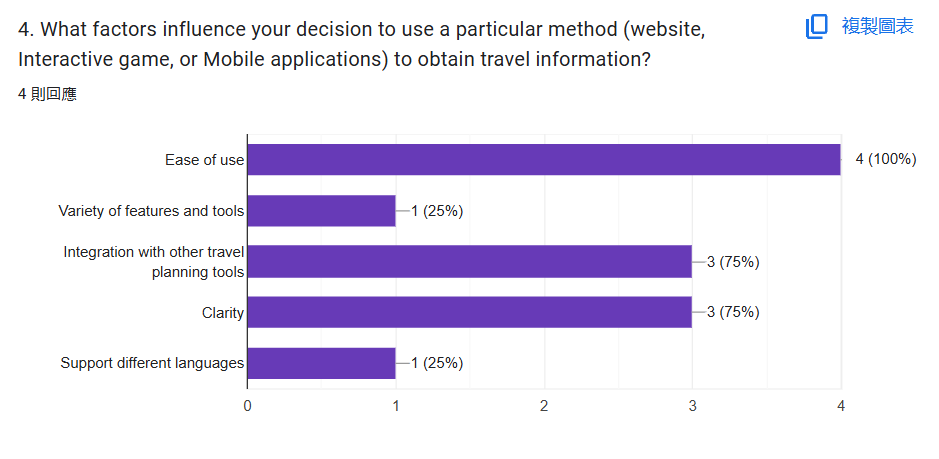 4. What factors influence your decision to use a particular method (website,
Interactive game, or Mobile applications) to obtain travel information?
複製圖表
4 則回應
Ease of use
4 (100%)
Variety of features and tools
1 (25%)
Integration with other travel
planning tools
3 (75%)
Clarity
3 (75%)
Support different languages
1 (25%)
0
1
2
3
4